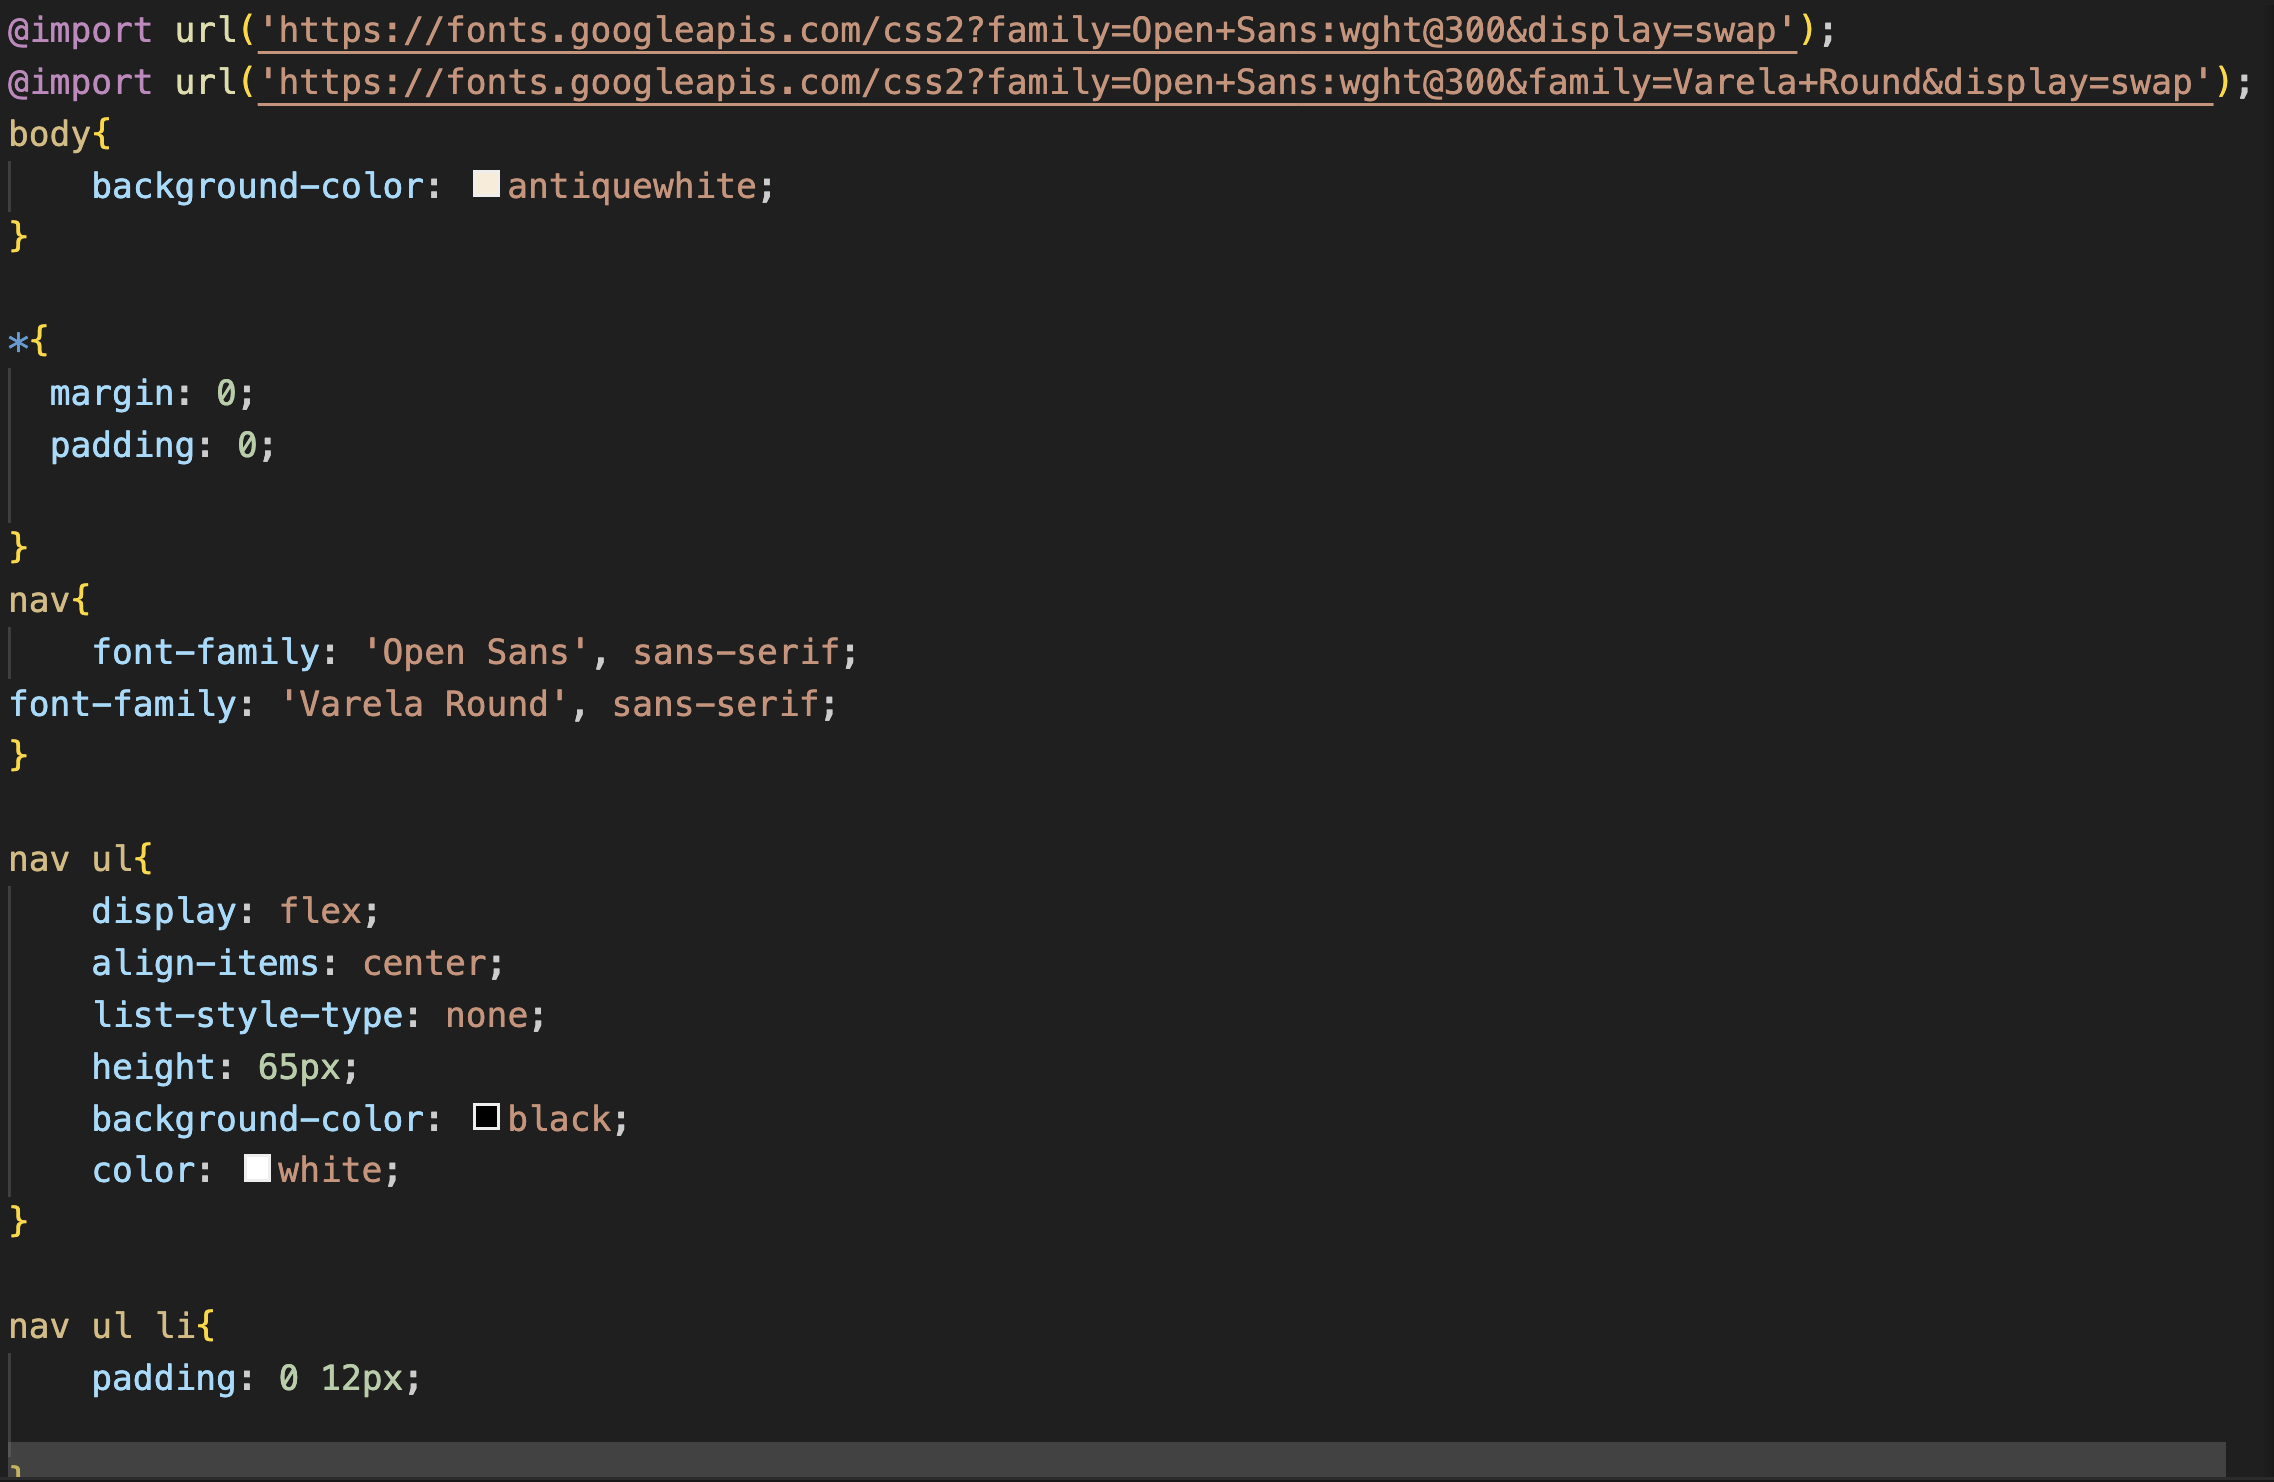 @import url('https://fonts.googleapis.com/css2?family=Open+Sans:wght@300&display=swap');
@import url('https://fonts.googleapis.com/css2?family=Open+Sans:wght@300&family=Varela+Round&display=swap');
body{
    background-color: antiquewhite;
}

*{
  margin: 0;
  padding: 0;

}
nav{
    font-family: 'Open Sans', sans-serif;
font-family: 'Varela Round', sans-serif;
}

nav ul{
    display: flex;
    align-items: center;
    list-style-type: none;
    height: 65px;
    background-color: black;
    color: white;
}

nav ul li{
    padding: 0 12px;

}